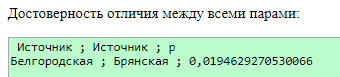 Достоверность отличия между всеми парами:
Источник ; Источник ; p
Белгородская ; Брянская ; 0,0194629270530066